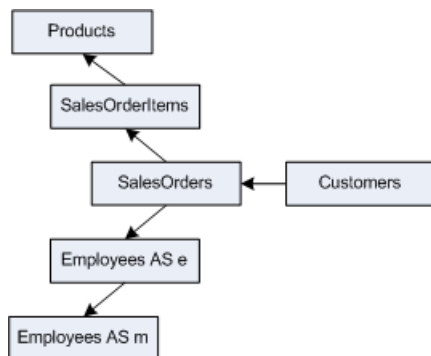 Products
SalesOrderItems
SalesOrders
Customers
Employees AS e
Employees AS m